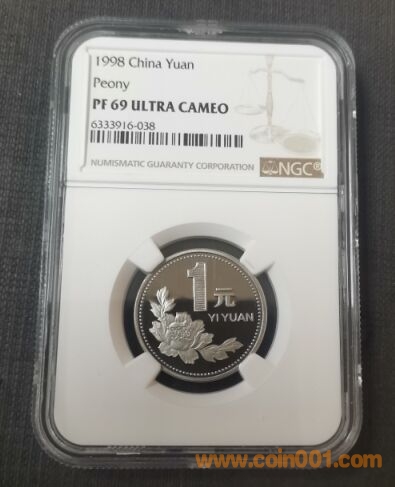 1998 China Yuan
Peony
PF 69 ULTRA CAMEO
6333916-038
NUMISMATIC GUARANTY CORPORATION
NGC®
1元
YI YUAN
www.coin001.com